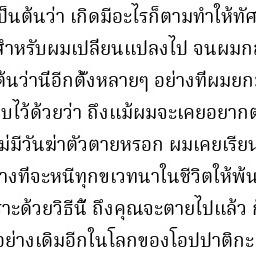 เป็นต้นว่า เกิดมีอะไรก็ตามทำให้ทัศ
สำหรับผมเปลี่ยนแปลงไป จนผมก
ต้นว่านี้อีกตั้งหลายๆ อย่างที่ผมยก
บไว้ด้วยว่า ถึงแม้ผมจะเคยอยากต
ม่มีวันฆ่าตัวตายหรอก ผมเคยเรียน
างที่จะหนีทุกขเวทนาในชีวิตให้พ้น
ราะด้วยวิธีนี้ ถึงคุณจะตายไปแล้ว ก็
อย่างเดิมอีกในโลกของโอปปาติกะ